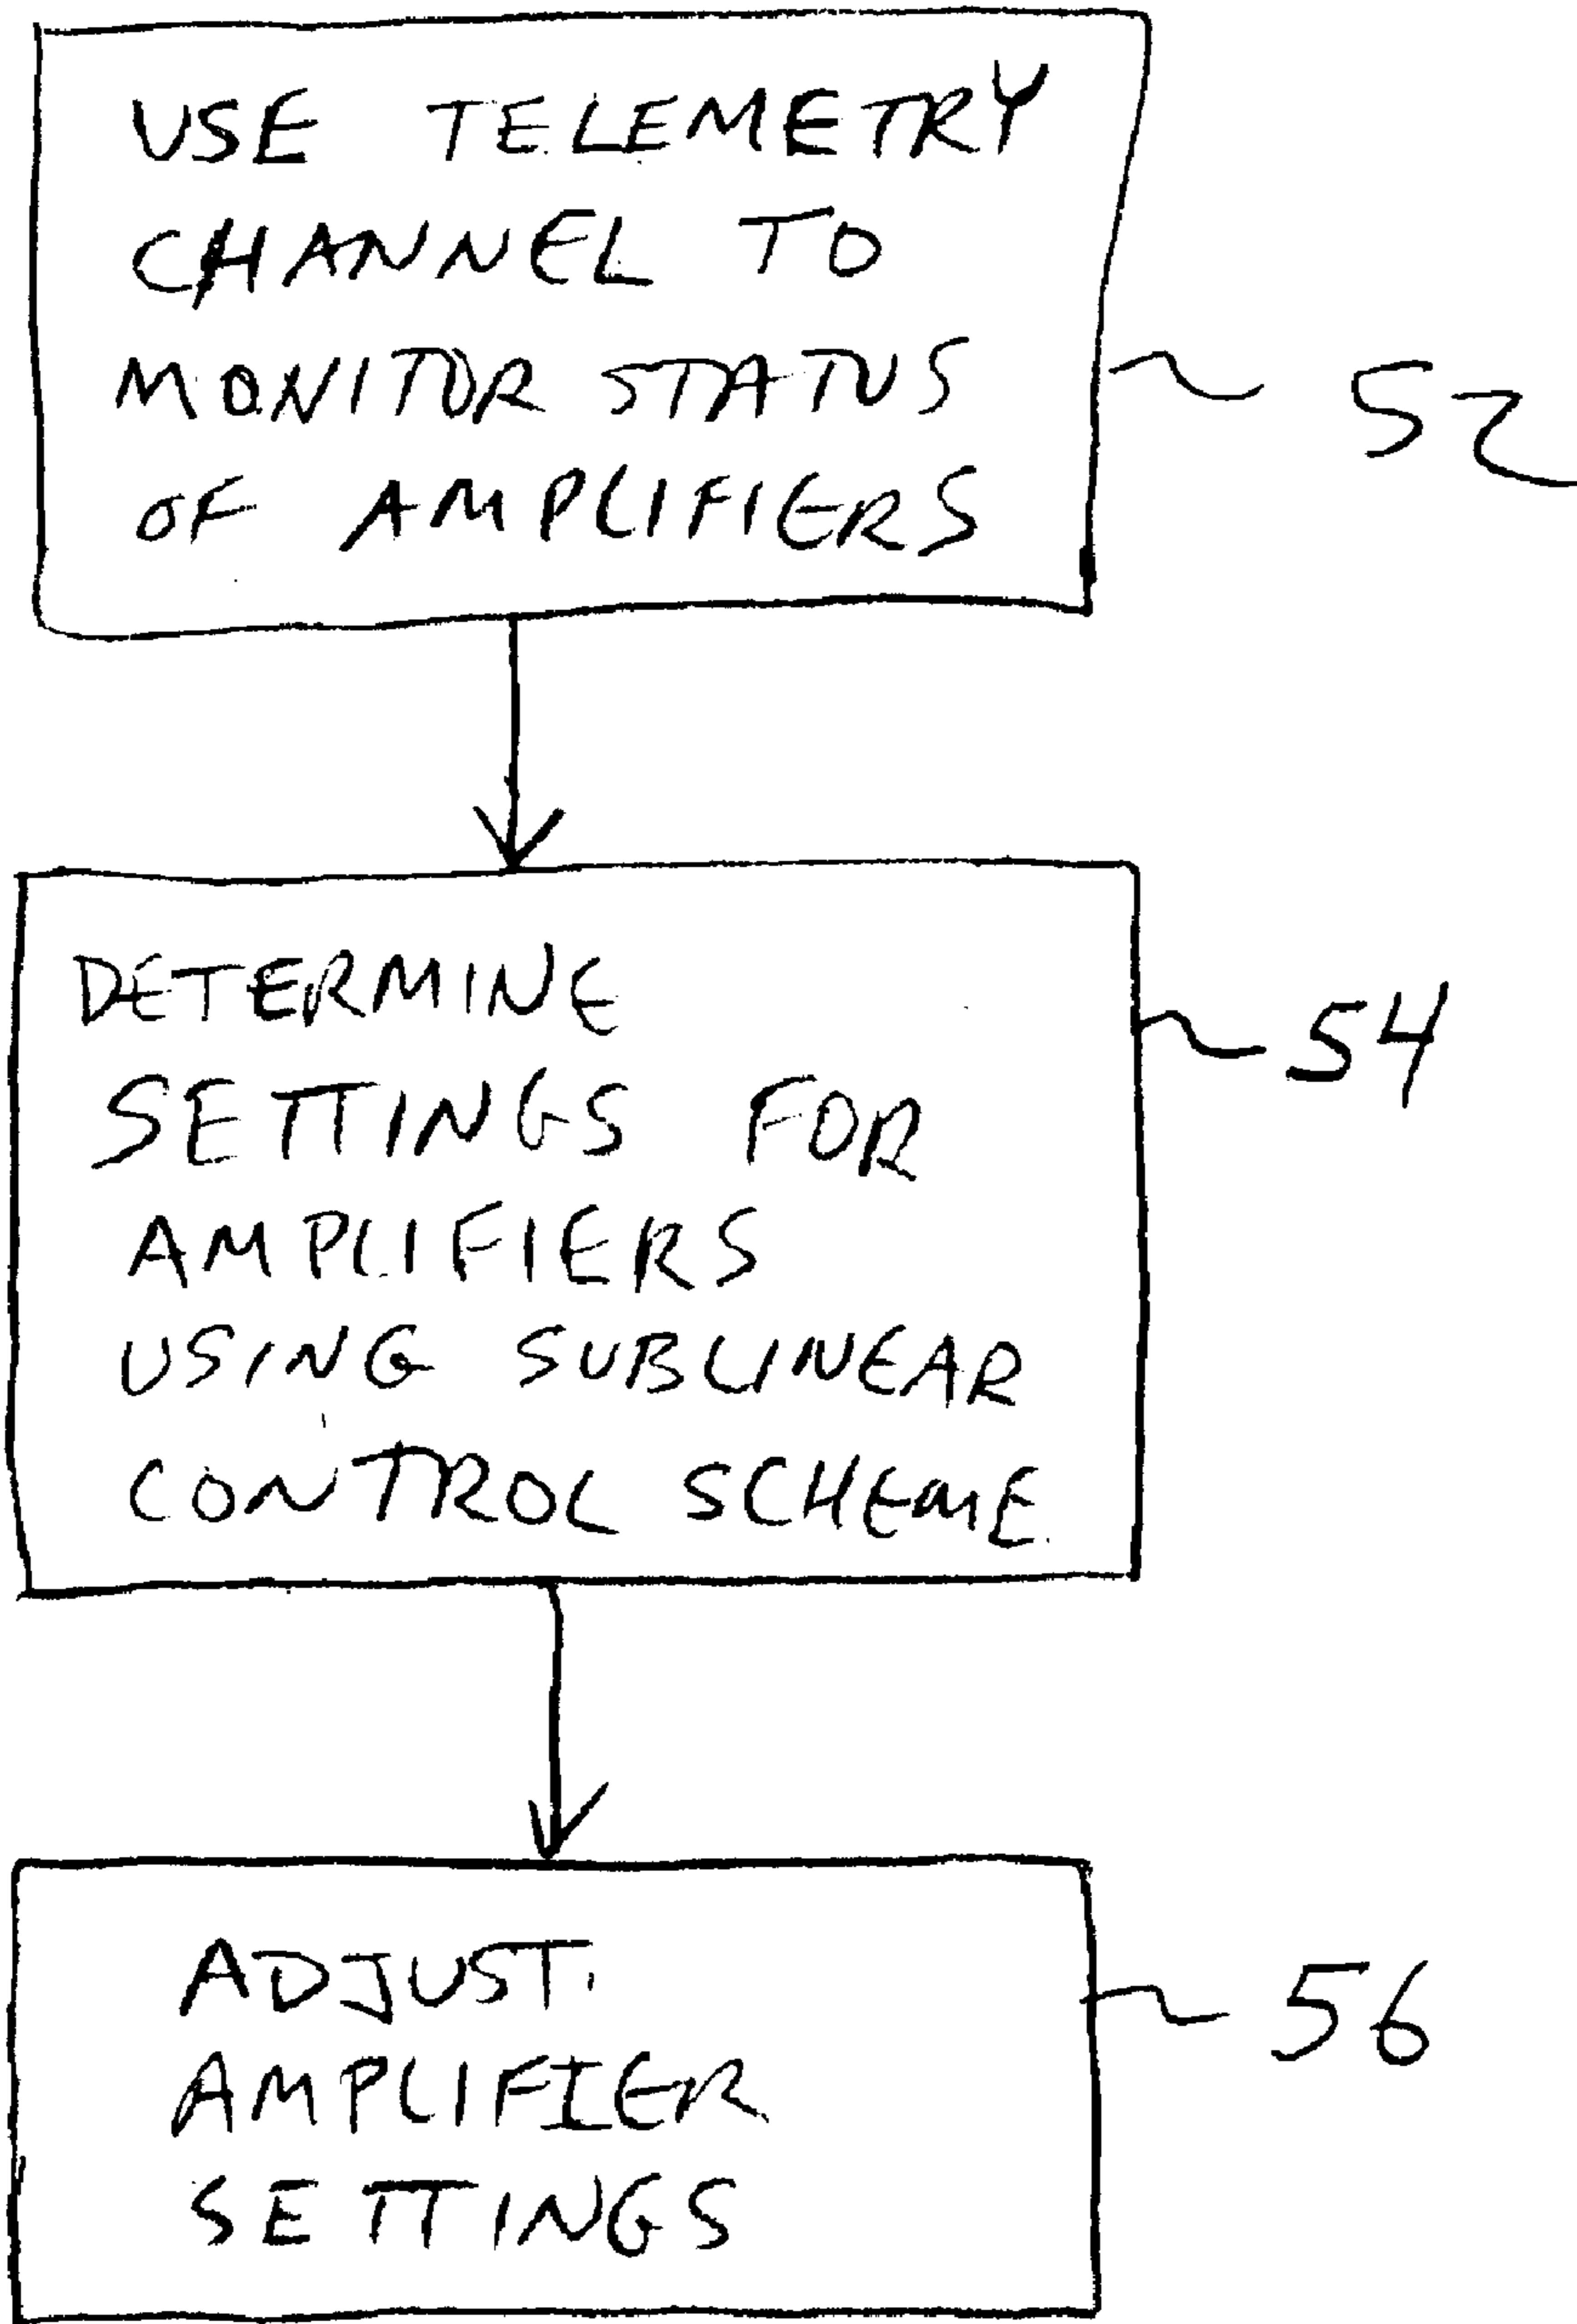 USE TELEMETRY
CHANNEL TO
MONITOR STATUS
OF AMPLIFIERS
52
DETERMINE
SETTINGS FOR
AMPLIFIERS
USING SUBLINEAR
CONTROL SCHEME
54
ADJUST
AMPLIFIER
SETTINGS
56